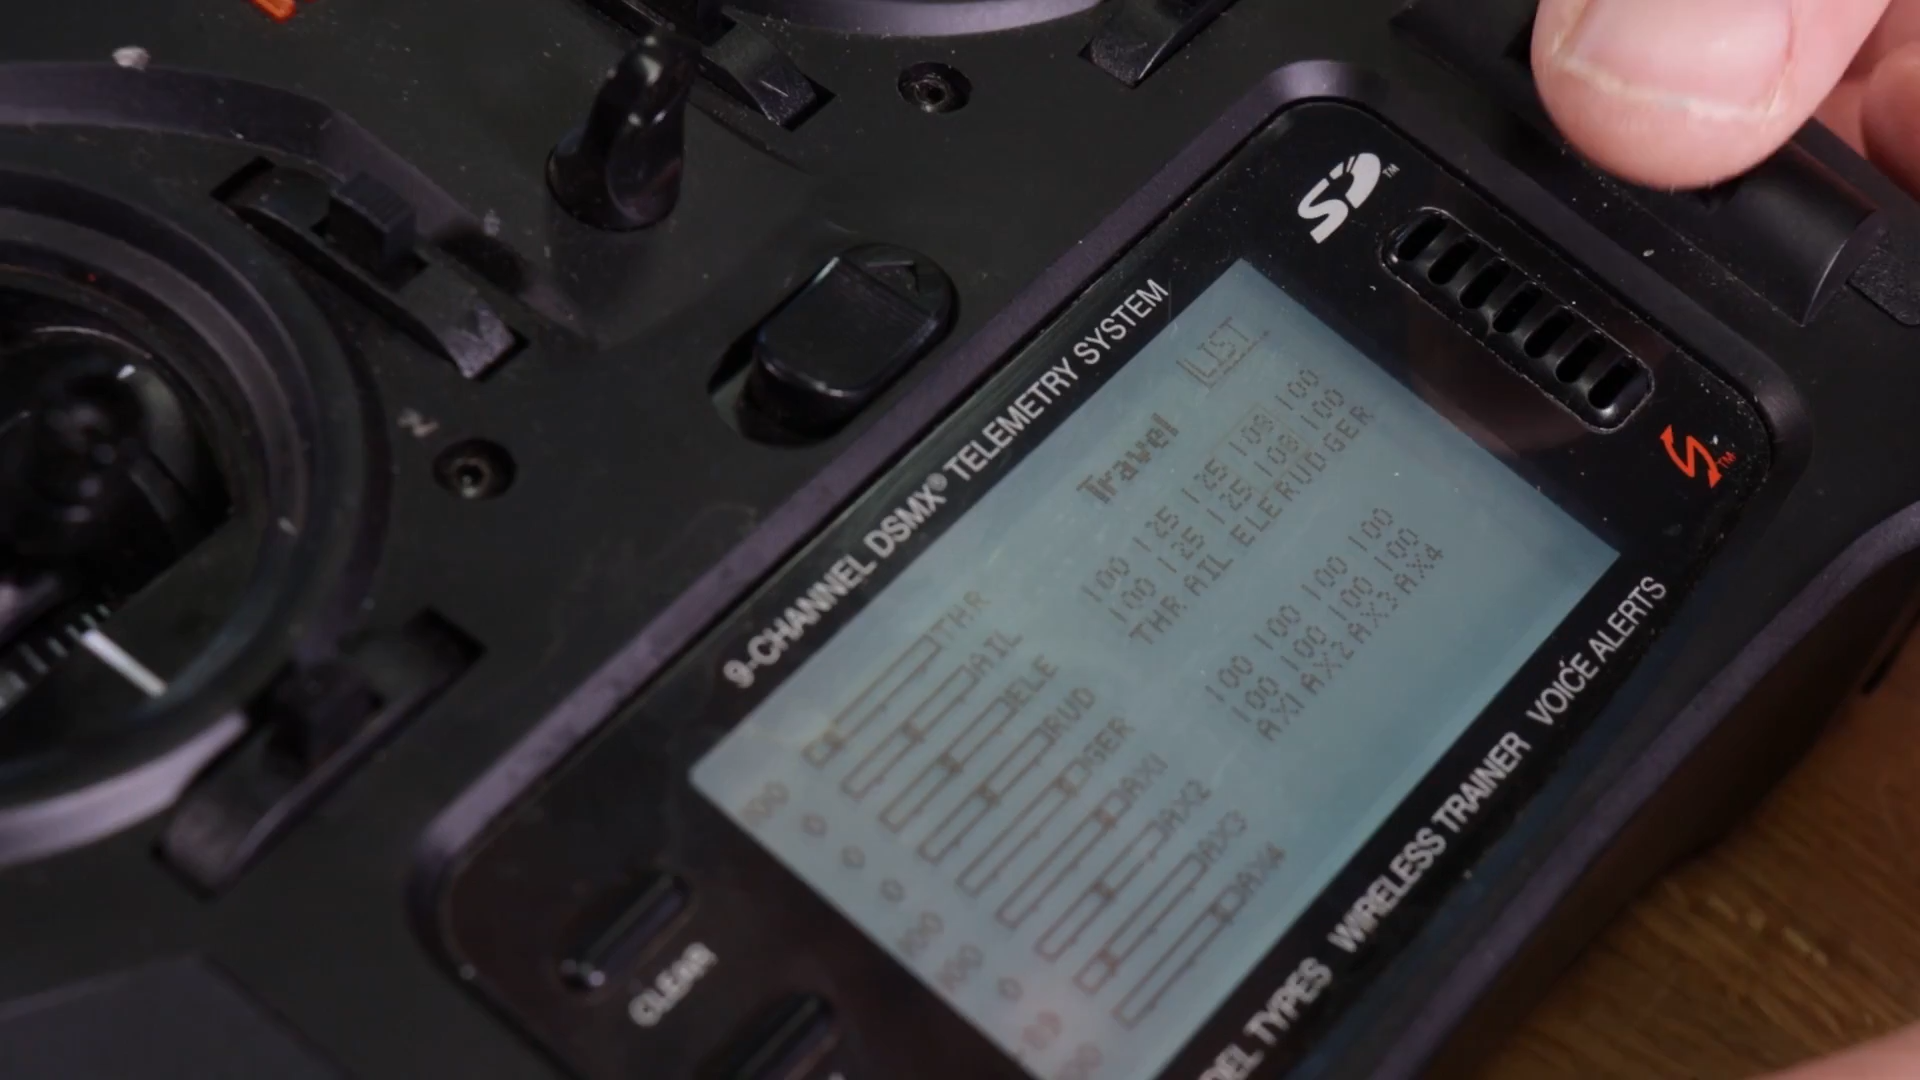 SD™
9-CHANNEL DSMX® TELEMETRY SYSTEM
LIST
Travel
100 125 125 108 100
100 125 125 108 100
THR AIL ELE RUD GER
100 100 100 100
100 100 100 100
AX1 AX2 AX3 AX4
THR
AIL
ELE
RUD
GER
AX1
AX2
AX3
AX4
CLEAR
TYPES WIRELESS TRAINER VOICE ALERTS